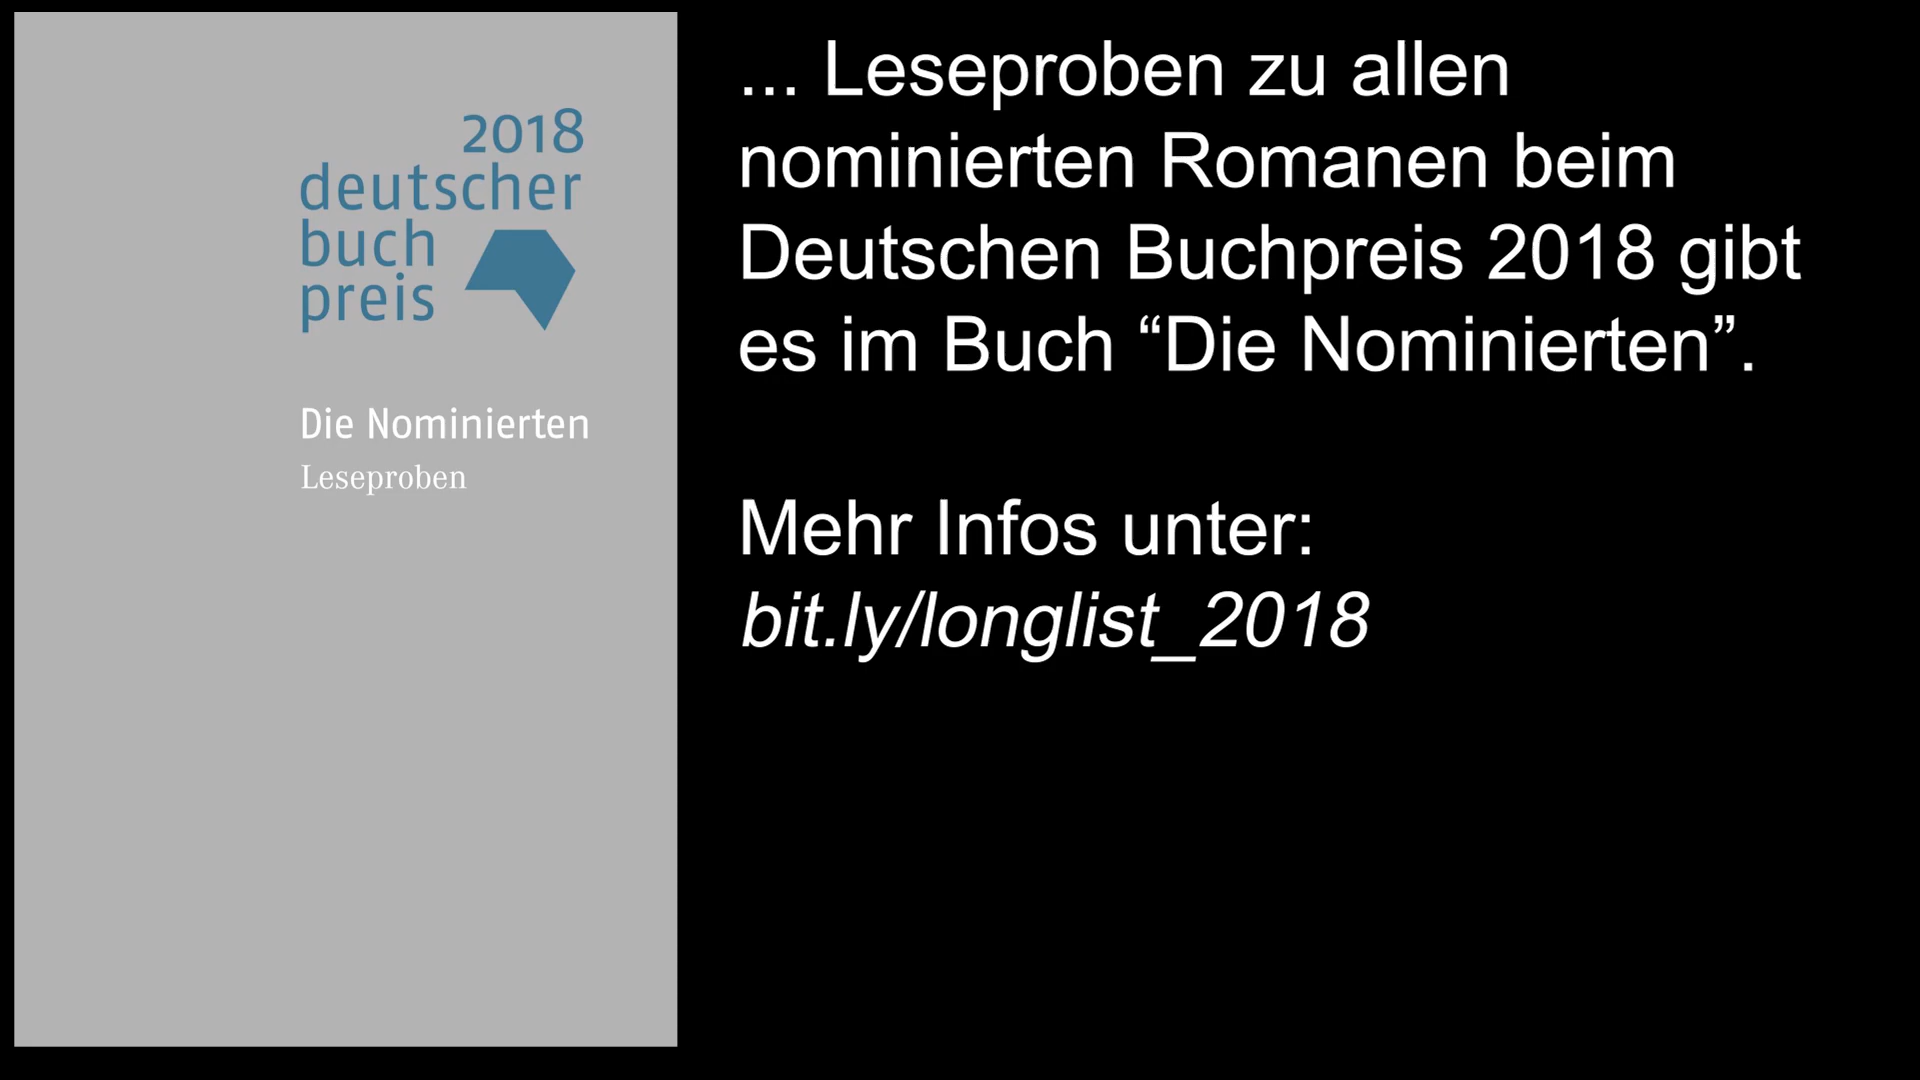 2018
deutscher
buch
preis
Die Nominierten
Leseproben
... Leseproben zu allen
nominierten Romanen beim
Deutschen Buchpreis 2018 gibt
es im Buch “Die Nominierten”.
Mehr Infos unter:
bit.ly/longlist_2018